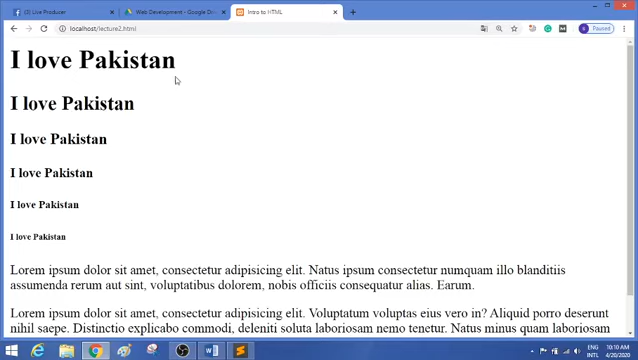 (3) Live Producer
Web Development - Google Dri
Intro to HTML
localhost/lecture2.html
Paused
I love Pakistan
I love Pakistan
I love Pakistan
I love Pakistan
I love Pakistan
I love Pakistan
Lorem ipsum dolor sit amet, consectetur adipisicing elit. Natus ipsum consectetur numquam illo blanditiis
assumenda rerum aut sint, voluptatibus dolorem, nobis officiis consequatur alias. Earum.
Lorem ipsum dolor sit amet, consectetur adipisicing elit. Voluptatum voluptas eius vero in? Aliquid porro deserunt
nihil saepe. Distinctio explicabo commodi, deleniti soluta laboriosam nemo tenetur. Natus minus quam laboriosam
ENG
10:10 AM
INTL
4/20/2020